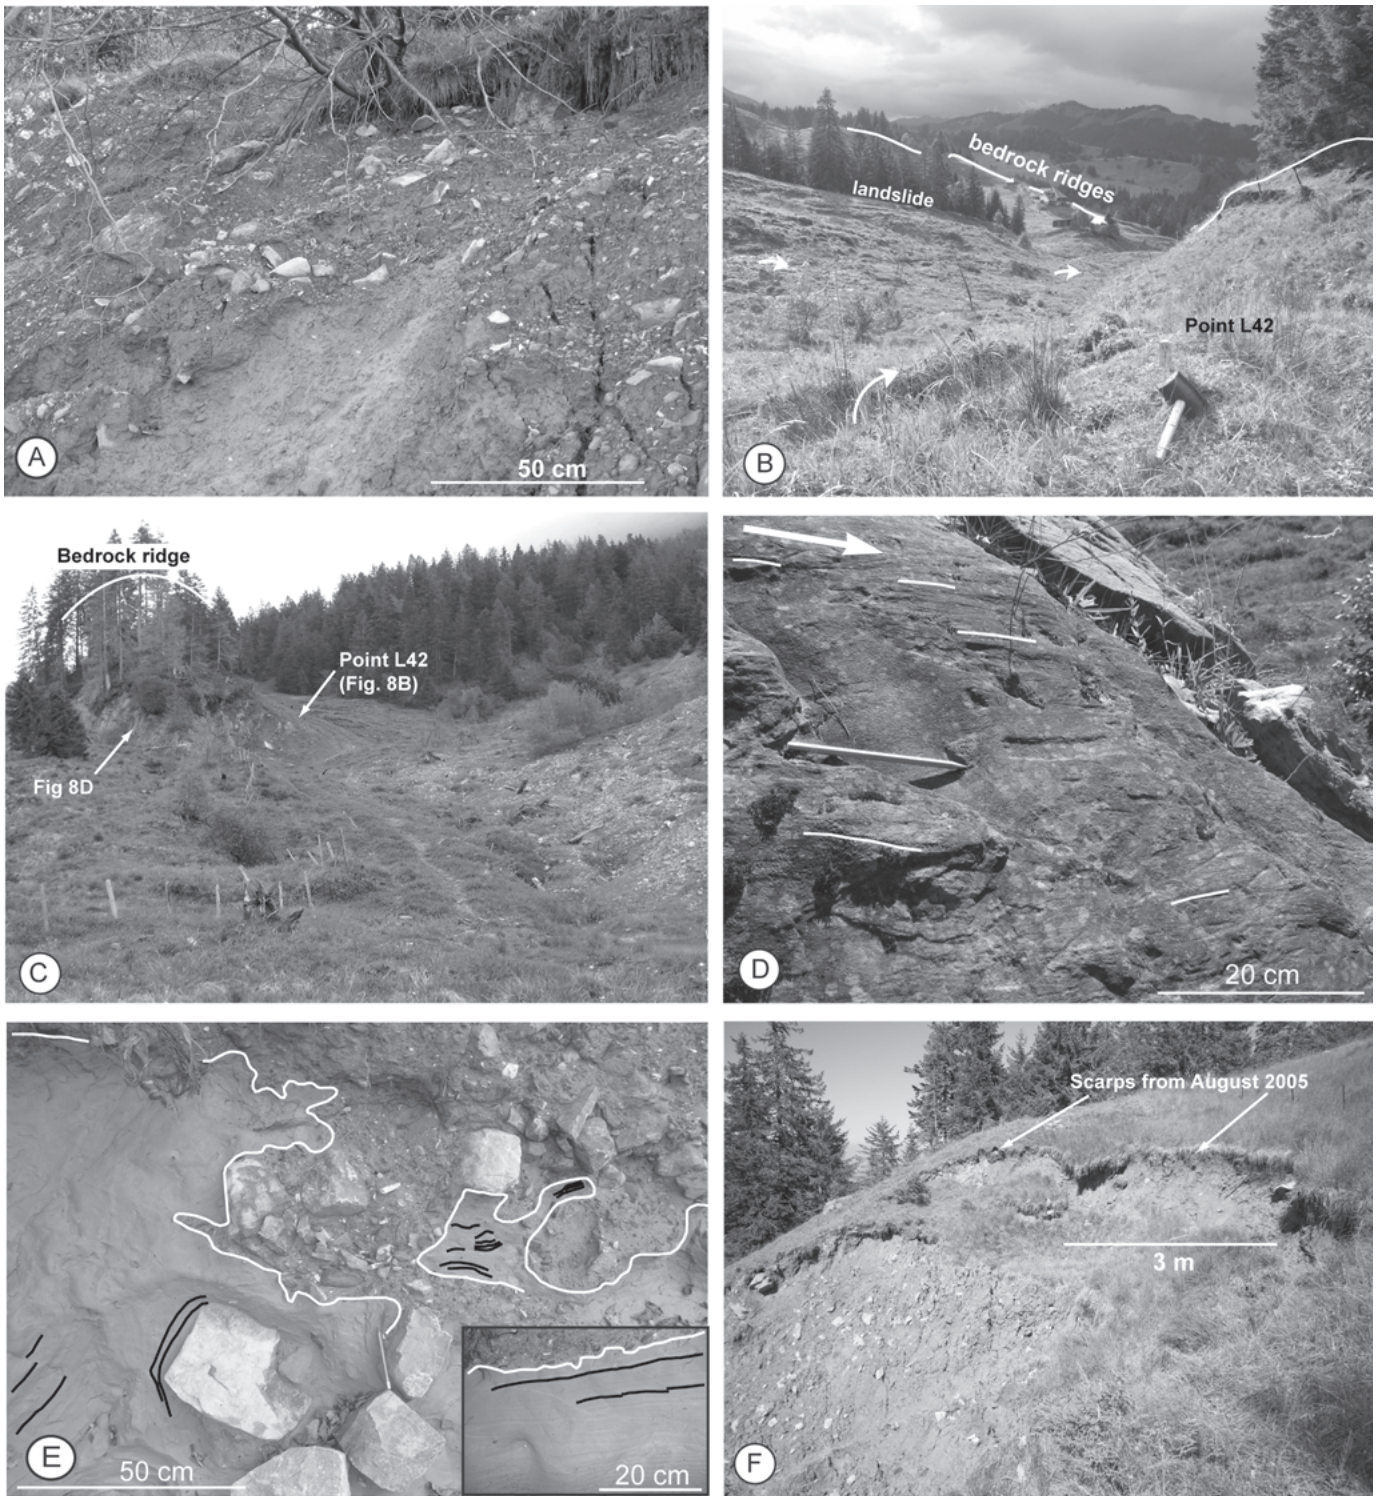 A
50 cm
bedrock ridges
landslide
Point L42
B
Bedrock ridge
Point L42
(Fig. 8B)
Fig 8D
C
D
20 cm
E
50 cm
20 cm
Scarps from August 2005
3 m
F